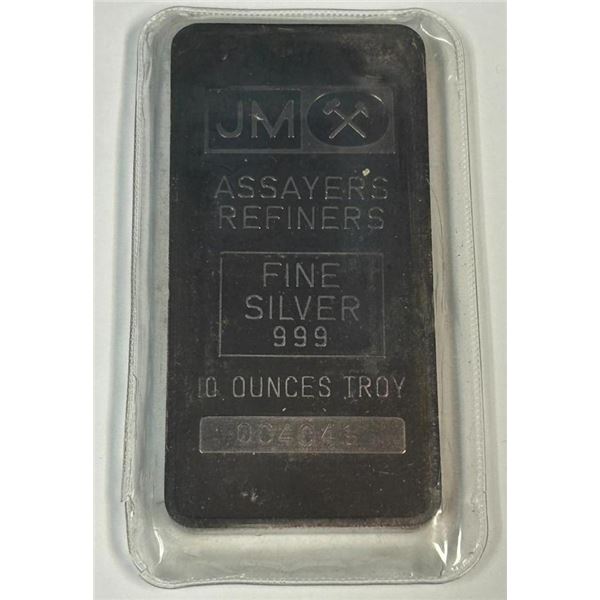 JM
ASSAYERS
REFINERS
FINE
SILVER
999
10 OUNCES TROY